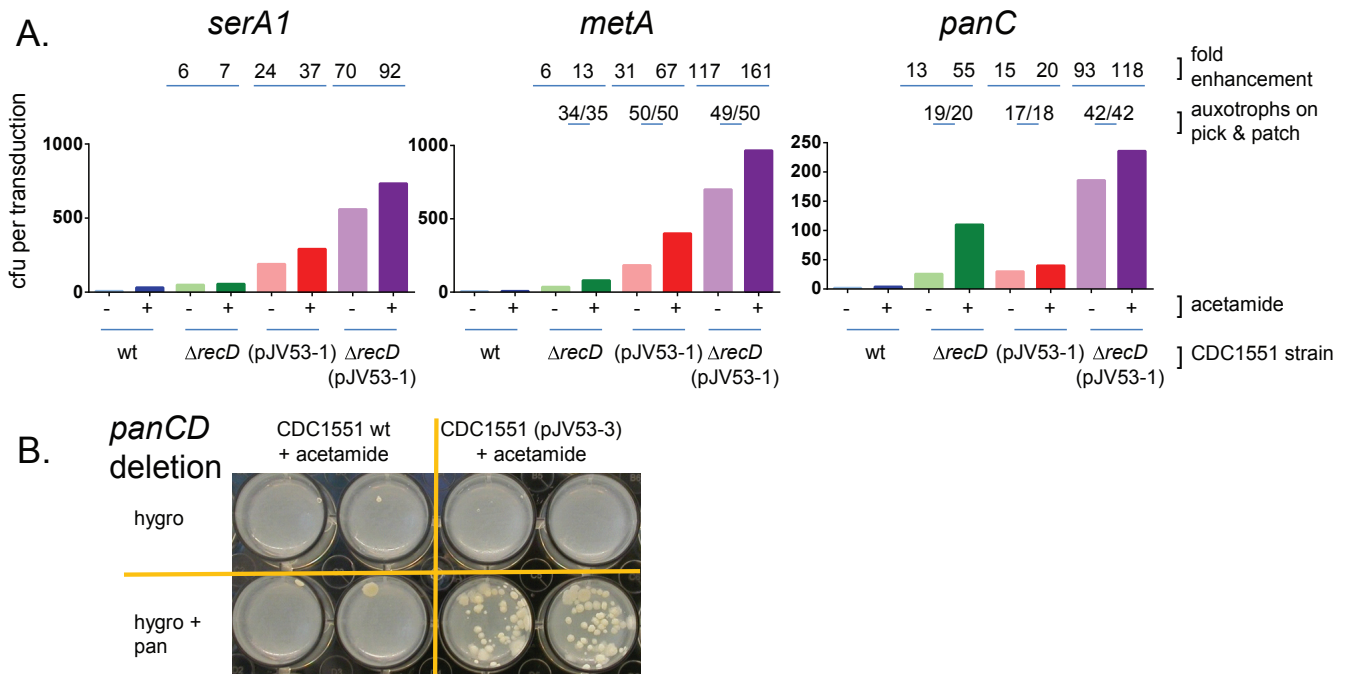 A.
serA1 metA panC
6 7 24 37 70 92 6 13 31 67 117 161 13 55 15 20 93 118 ] fold
enhancement
34/35 50/50 49/50 19/20 17/18 42/42 ] auxotrophs on
pick & patch
cfu per transduction
1000
500
0
1000
500
0
250
200
150
100
50
0
- + - + - + - + - + - + - + - + - + - + - + - + ] acetamide
wt ΔrecD (pJV53-1) ΔrecD wt ΔrecD (pJV53-1) ΔrecD wt ΔrecD (pJV53-1) ΔrecD ] CDC1551 strain
(pJV53-1) (pJV53-1) (pJV53-1)
B.
panCD
deletion
CDC1551 wt
+ acetamide
CDC1551 (pJV53-3)
+ acetamide
hygro
hygro +
pan